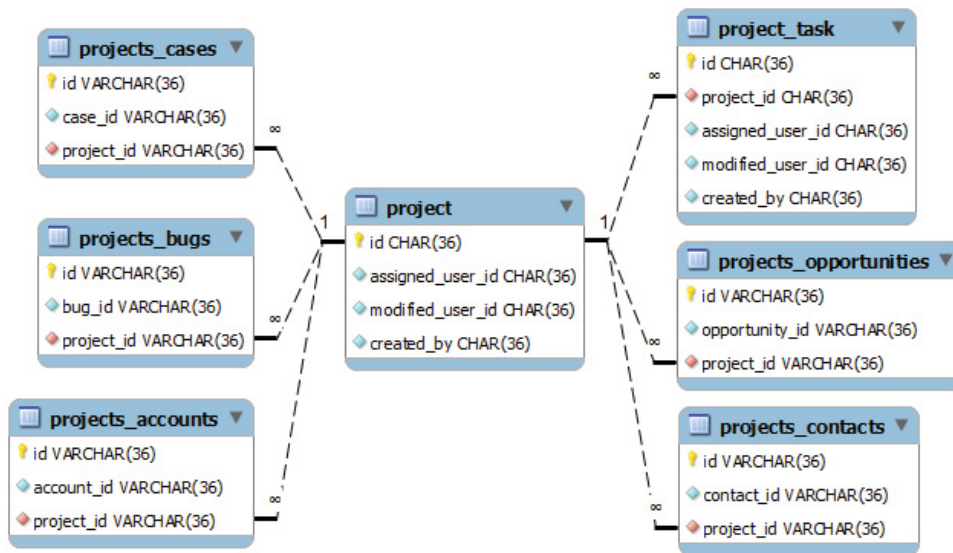 projects_cases
id VARCHAR(36)
case_id VARCHAR(36)
project_id VARCHAR(36)
∞
projects_bugs
id VARCHAR(36)
bug_id VARCHAR(36)
project_id VARCHAR(36)
∞
projects_accounts
id VARCHAR(36)
account_id VARCHAR(36)
project_id VARCHAR(36)
∞
1
project
id CHAR(36)
assigned_user_id CHAR(36)
modified_user_id CHAR(36)
created_by CHAR(36)
1
project_task
id CHAR(36)
project_id CHAR(36)
assigned_user_id CHAR(36)
modified_user_id CHAR(36)
created_by CHAR(36)
∞
projects_opportunities
id VARCHAR(36)
opportunity_id VARCHAR(36)
project_id VARCHAR(36)
∞
projects_contacts
id VARCHAR(36)
contact_id VARCHAR(36)
project_id VARCHAR(36)
∞